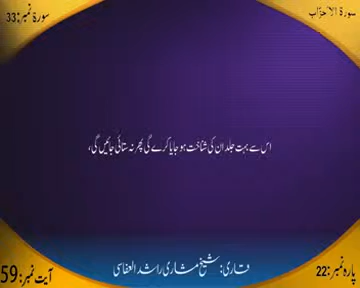 سورۃ نمبر:33
سورۃ الاحزاب
اس سے بہت جلد ان کی شناخت ہو جایا کرے گی پھر نہ ستائی جائیں گی،
قاری: شیخ مشاری راشد العفاسی
آیت نمبر:59
پارہ نمبر:22